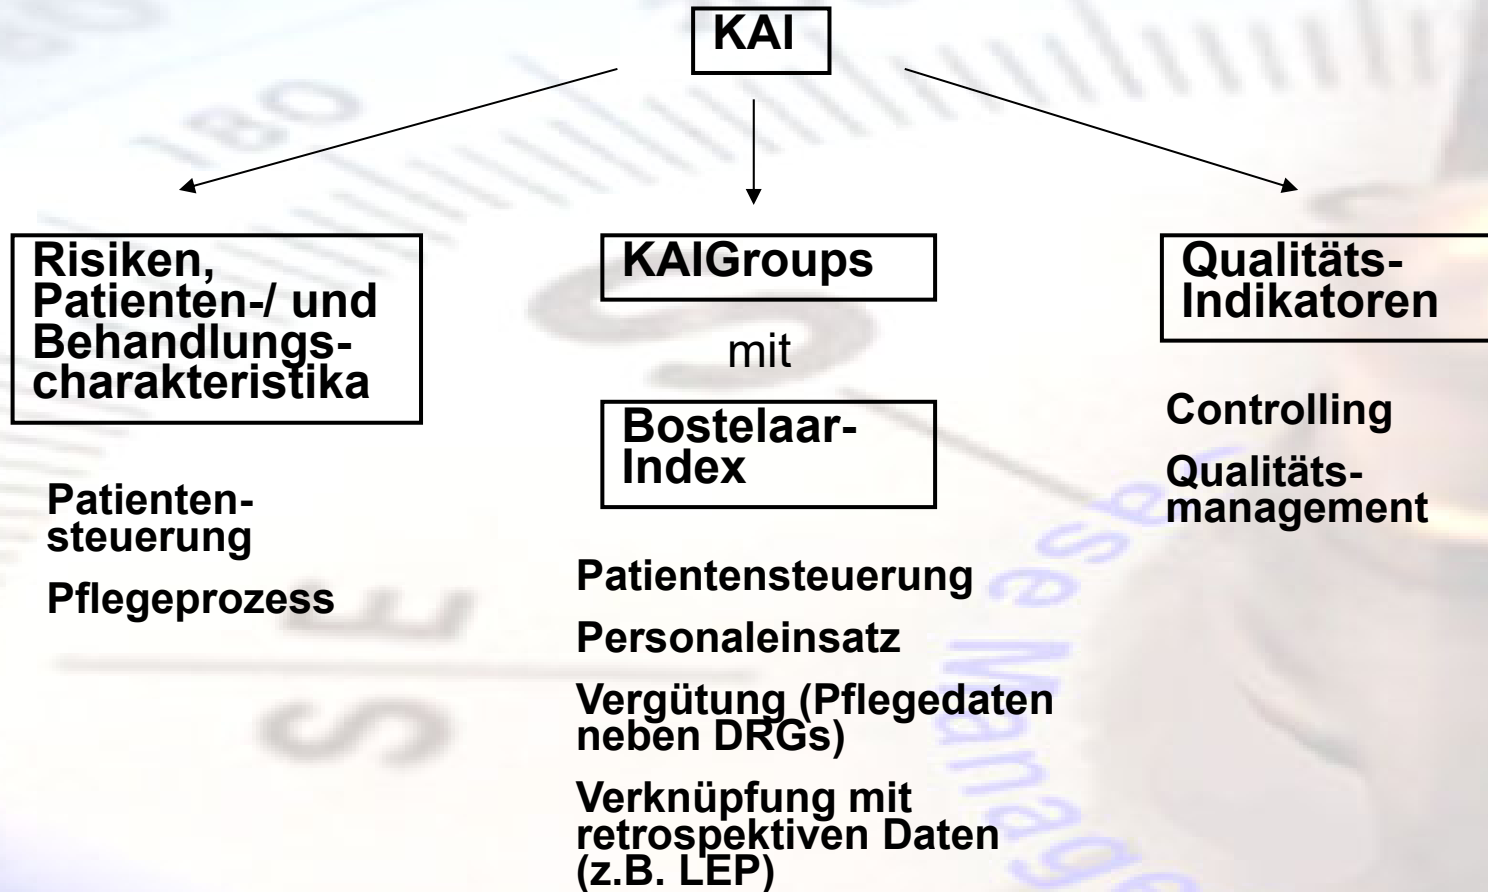 KAI
Risiken,
Patienten-/ und
Behandlungs-
charakteristika
Patienten-
steuerung
Pflegeprozess
KAIGroups
mit
Bostelaar-
Index
Patientensteuerung
Personaleinsatz
Vergütung (Pflegedaten
neben DRGs)
Verknüpfung mit
retrospektiven Daten
(z.B. LEP)
Qualitäts-
Indikatoren
Controlling
Qualitäts-
management
180
S
E
S